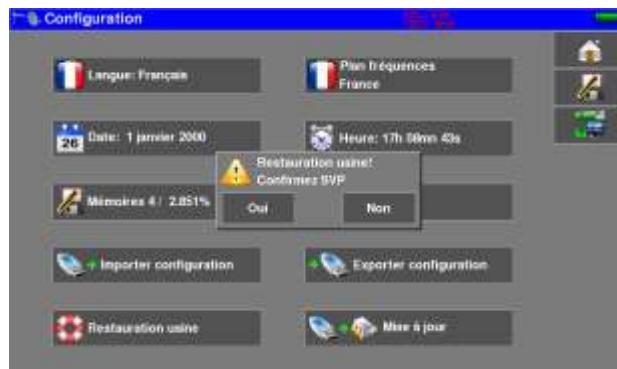 Configuration
Langue: Français
Plan fréquences
France
26
Date: 1 janvier 2000
Heure: 17h 58mn 43s
Restauration usine!
Confirmez SVP
Oui
Non
Mémoires 4 / 2.851%
Importer configuration
Exporter configuration
Restauration usine
Mise à jour